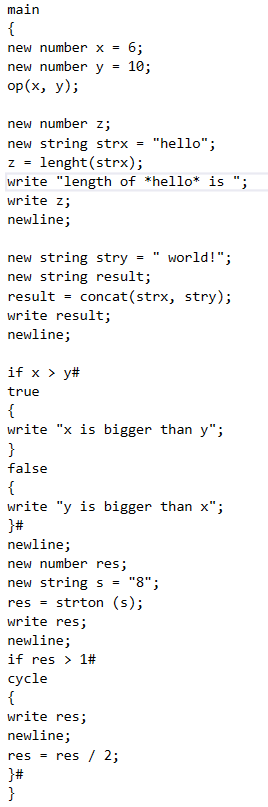 main
{
new number x = 6;
new number y = 10;
op(x, y);

new number z;
new string strx = "hello";
z = lenght(strx);
write "length of *hello* is ";
write z;
newline;

new string stry = " world!";
new string result;
result = concat(strx, stry);
write result;
newline;

if x > y#
true
{
write "x is bigger than y";
}
false
{
write "y is bigger than x";
}#
newline;
new number res;
new string s = "8";
res = strton (s);
write res;
newline;
if res > 1#
cycle
{
write res;
newline;
res = res / 2;
}#
}